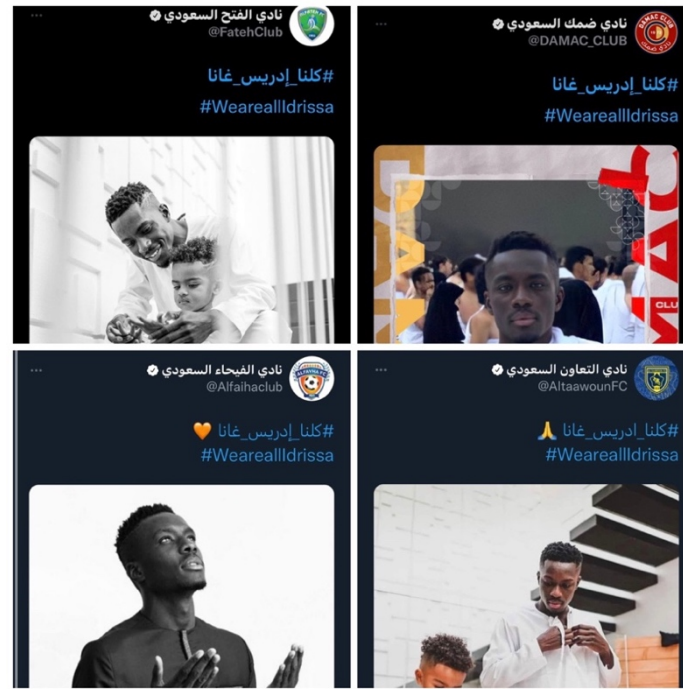 نادي الفتح السعودي
@FatehClub
#كلنا_إدريس_غانا
#WeareallIdrissa
نادي ضمك السعودي
@DAMAC_CLUB
#كلنا_إدريس_غانا
#WeareallIdrissa
نادي الفيحاء السعودي
@Alfaihaclub
#كلنا_إدريس_غانا 🧡
#WeareallIdrissa
نادي التعاون السعودي
@AltaawounFC
#كلنا_ادريس_غانا 🙏
#WeareallIdrissa